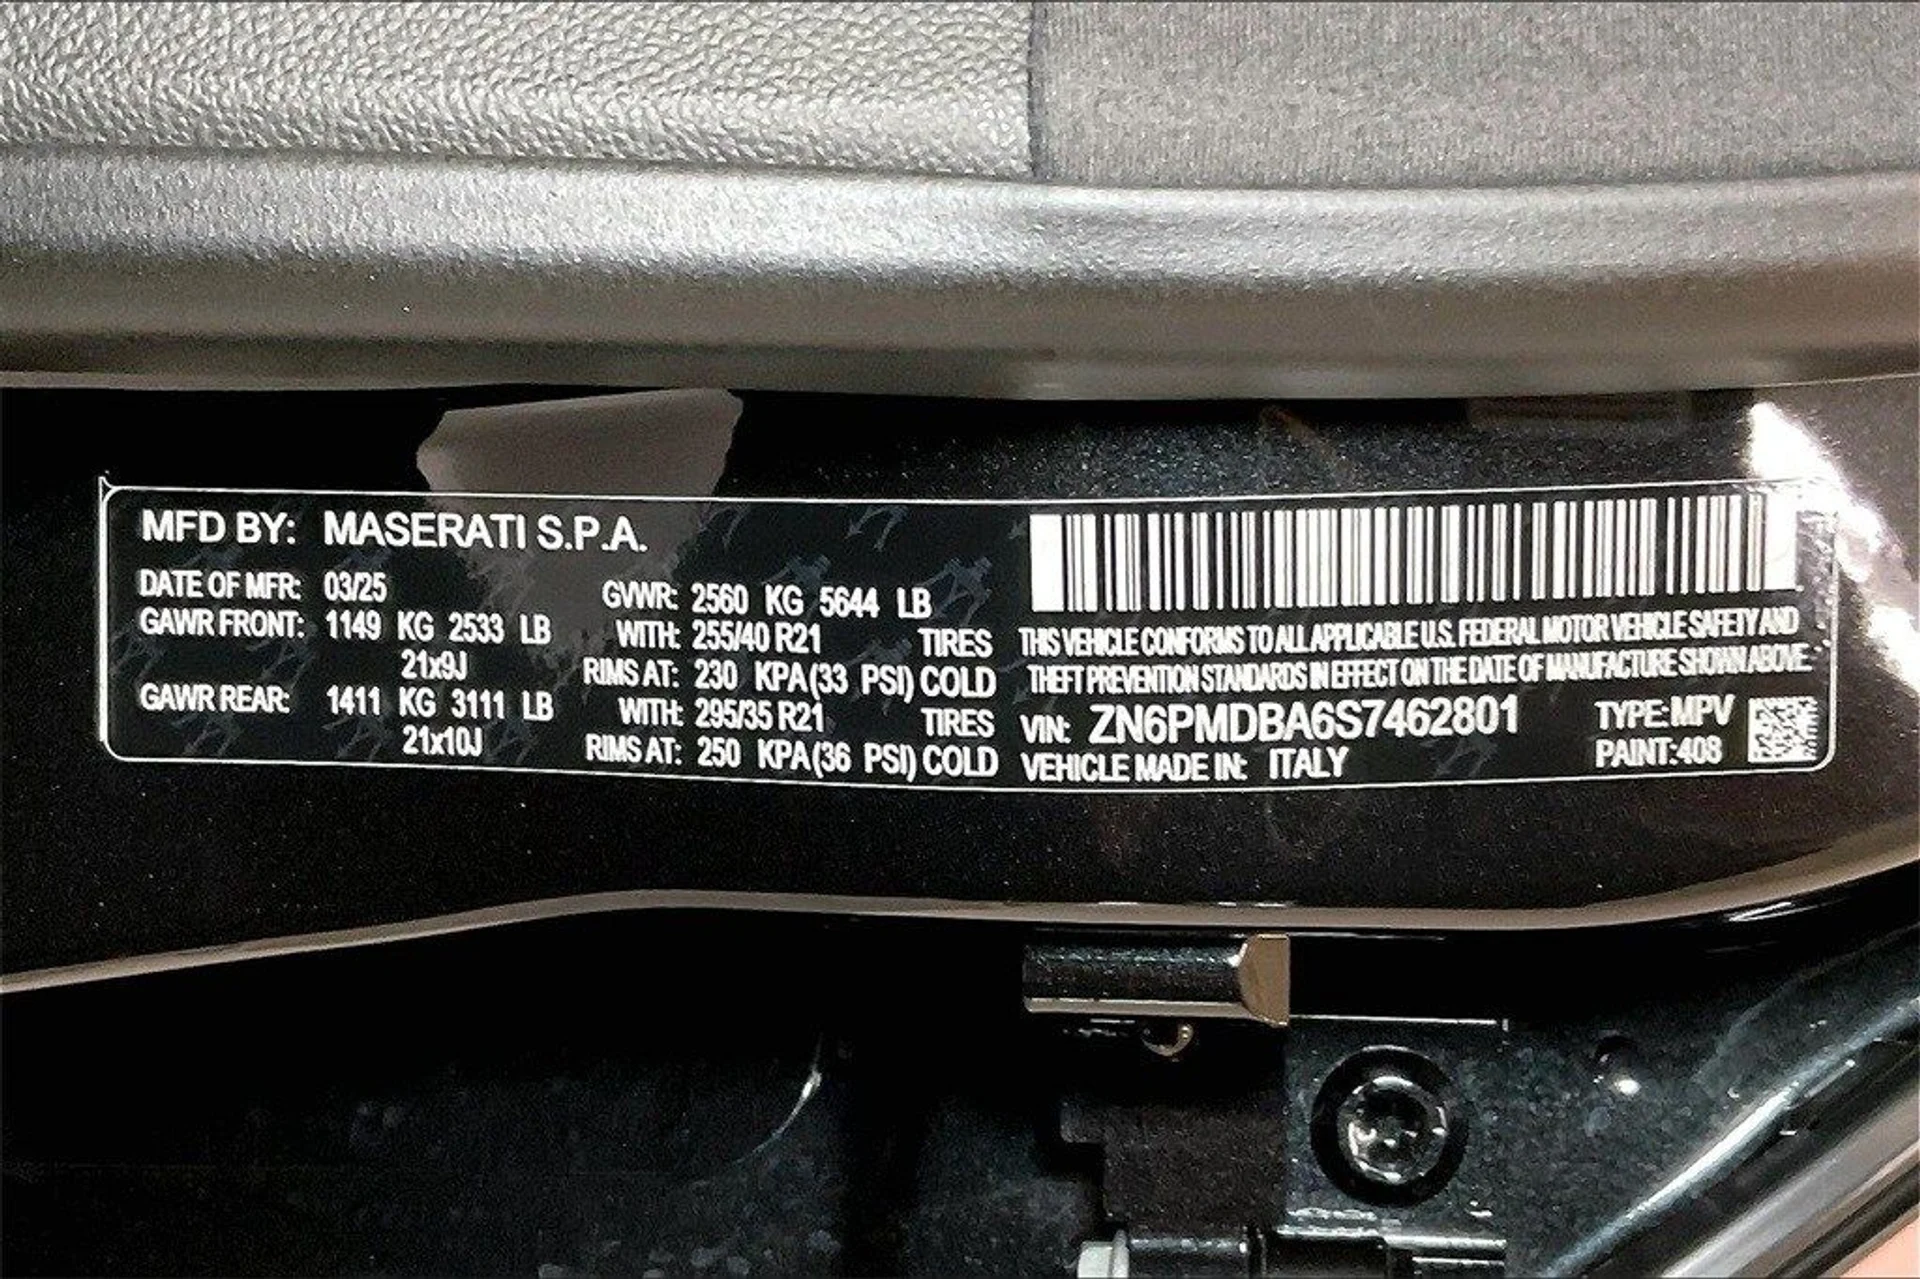 MFD BY: MASERATI S.P.A.
DATE OF MFR: 03/25 GVWR: 2560 KG 5644 LB
GAWR FRONT: 1149 KG 2533 LB WITH: 255/40 R21 TIRES
21x9J RIMS AT: 230 KPA(33 PSI) COLD
GAWR REAR: 1411 KG 3111 LB WITH: 295/35 R21 TIRES
21x10J RIMS AT: 250 KPA(36 PSI) COLD
THIS VEHICLE CONFORMS TO ALL APPLICABLE U.S. FEDERAL MOTOR VEHICLE SAFETY AND
THEFT PREVENTION STANDARDS IN EFFECT ON THE DATE OF MANUFACTURE SHOWN ABOVE.
VIN: ZN6PMDBA6S7462801 TYPE: MPV
VEHICLE MADE IN: ITALY PAINT:408